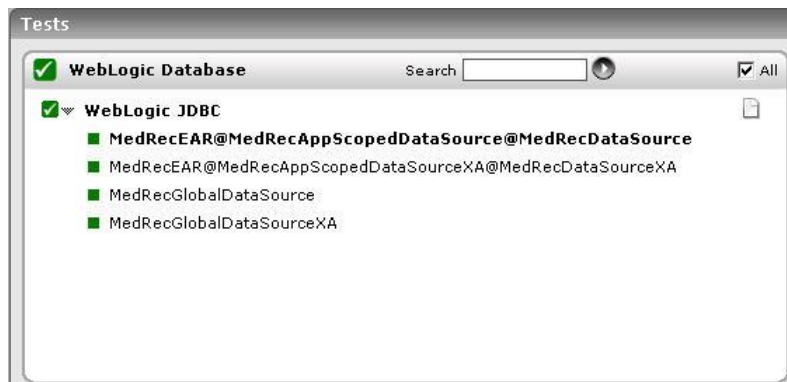 Tests
WebLogic Database Search All
WebLogic JDBC
MedRecEAR@MedRecAppScopedDataSource@MedRecDataSource
MedRecEAR@MedRecAppScopedDataSourceXA@MedRecDataSourceXA
MedRecGlobalDataSource
MedRecGlobalDataSourceXA